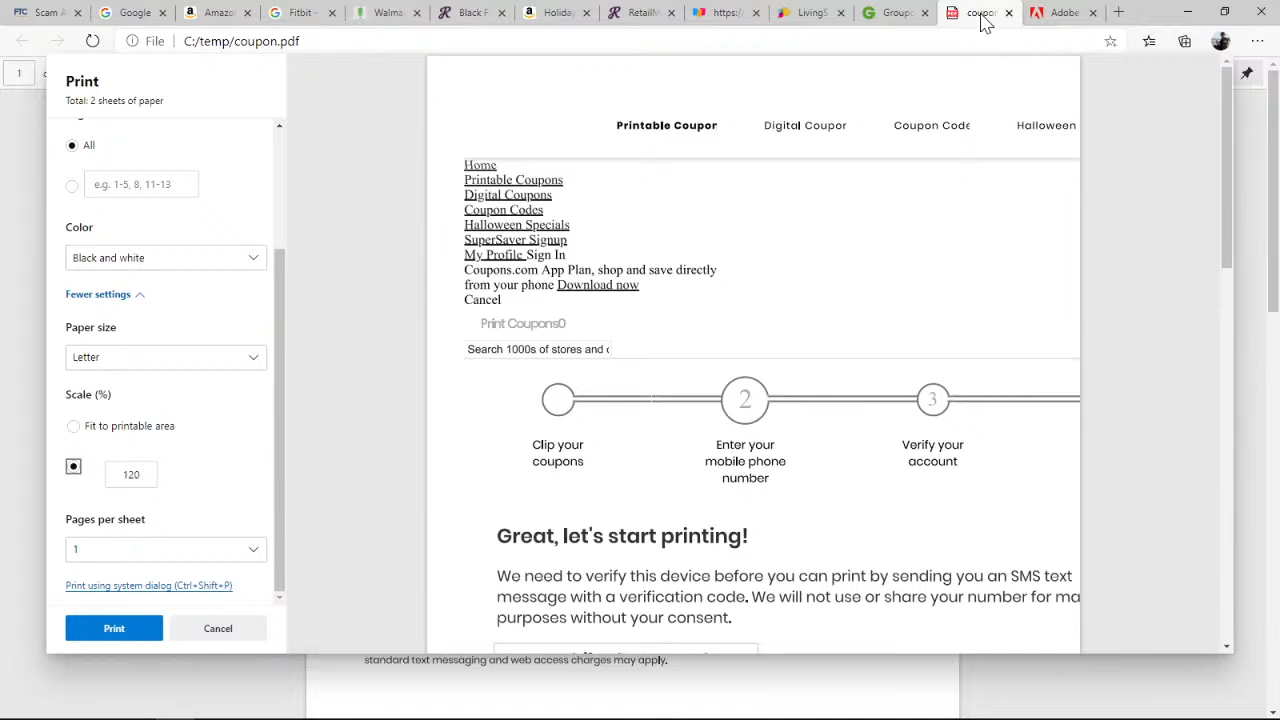 Scam
Google
Amazo
Fitbit -
Walma
Black F
Holida
RetailM
https:/
LivingS
Group
coupo
Adobe
File C:/temp/coupon.pdf
1
Print
Total: 2 sheets of paper
All
e.g. 1-5, 8, 11-13
Color
Black and white
Fewer settings
Paper size
Letter
Scale (%)
Fit to printable area
120
Pages per sheet
1
Print using system dialog (Ctrl+Shift+P)
Print Cancel
Printable Coupon Digital Coupon Coupon Code Halloween
Home
Printable Coupons
Digital Coupons
Coupon Codes
Halloween Specials
SuperSaver Signup
My Profile Sign In
Coupons.com App Plan, shop and save directly
from your phone Download now
Cancel
Print Coupons0
Search 1000s of stores and
2 3
Clip your
coupons
Enter your
mobile phone
number
Verify your
account
Great, let's start printing!
We need to verify this device before you can print by sending you an SMS text
message with a verification code. We will not use or share your number for ma
purposes without your consent.
standard text messaging and web access charges may apply.